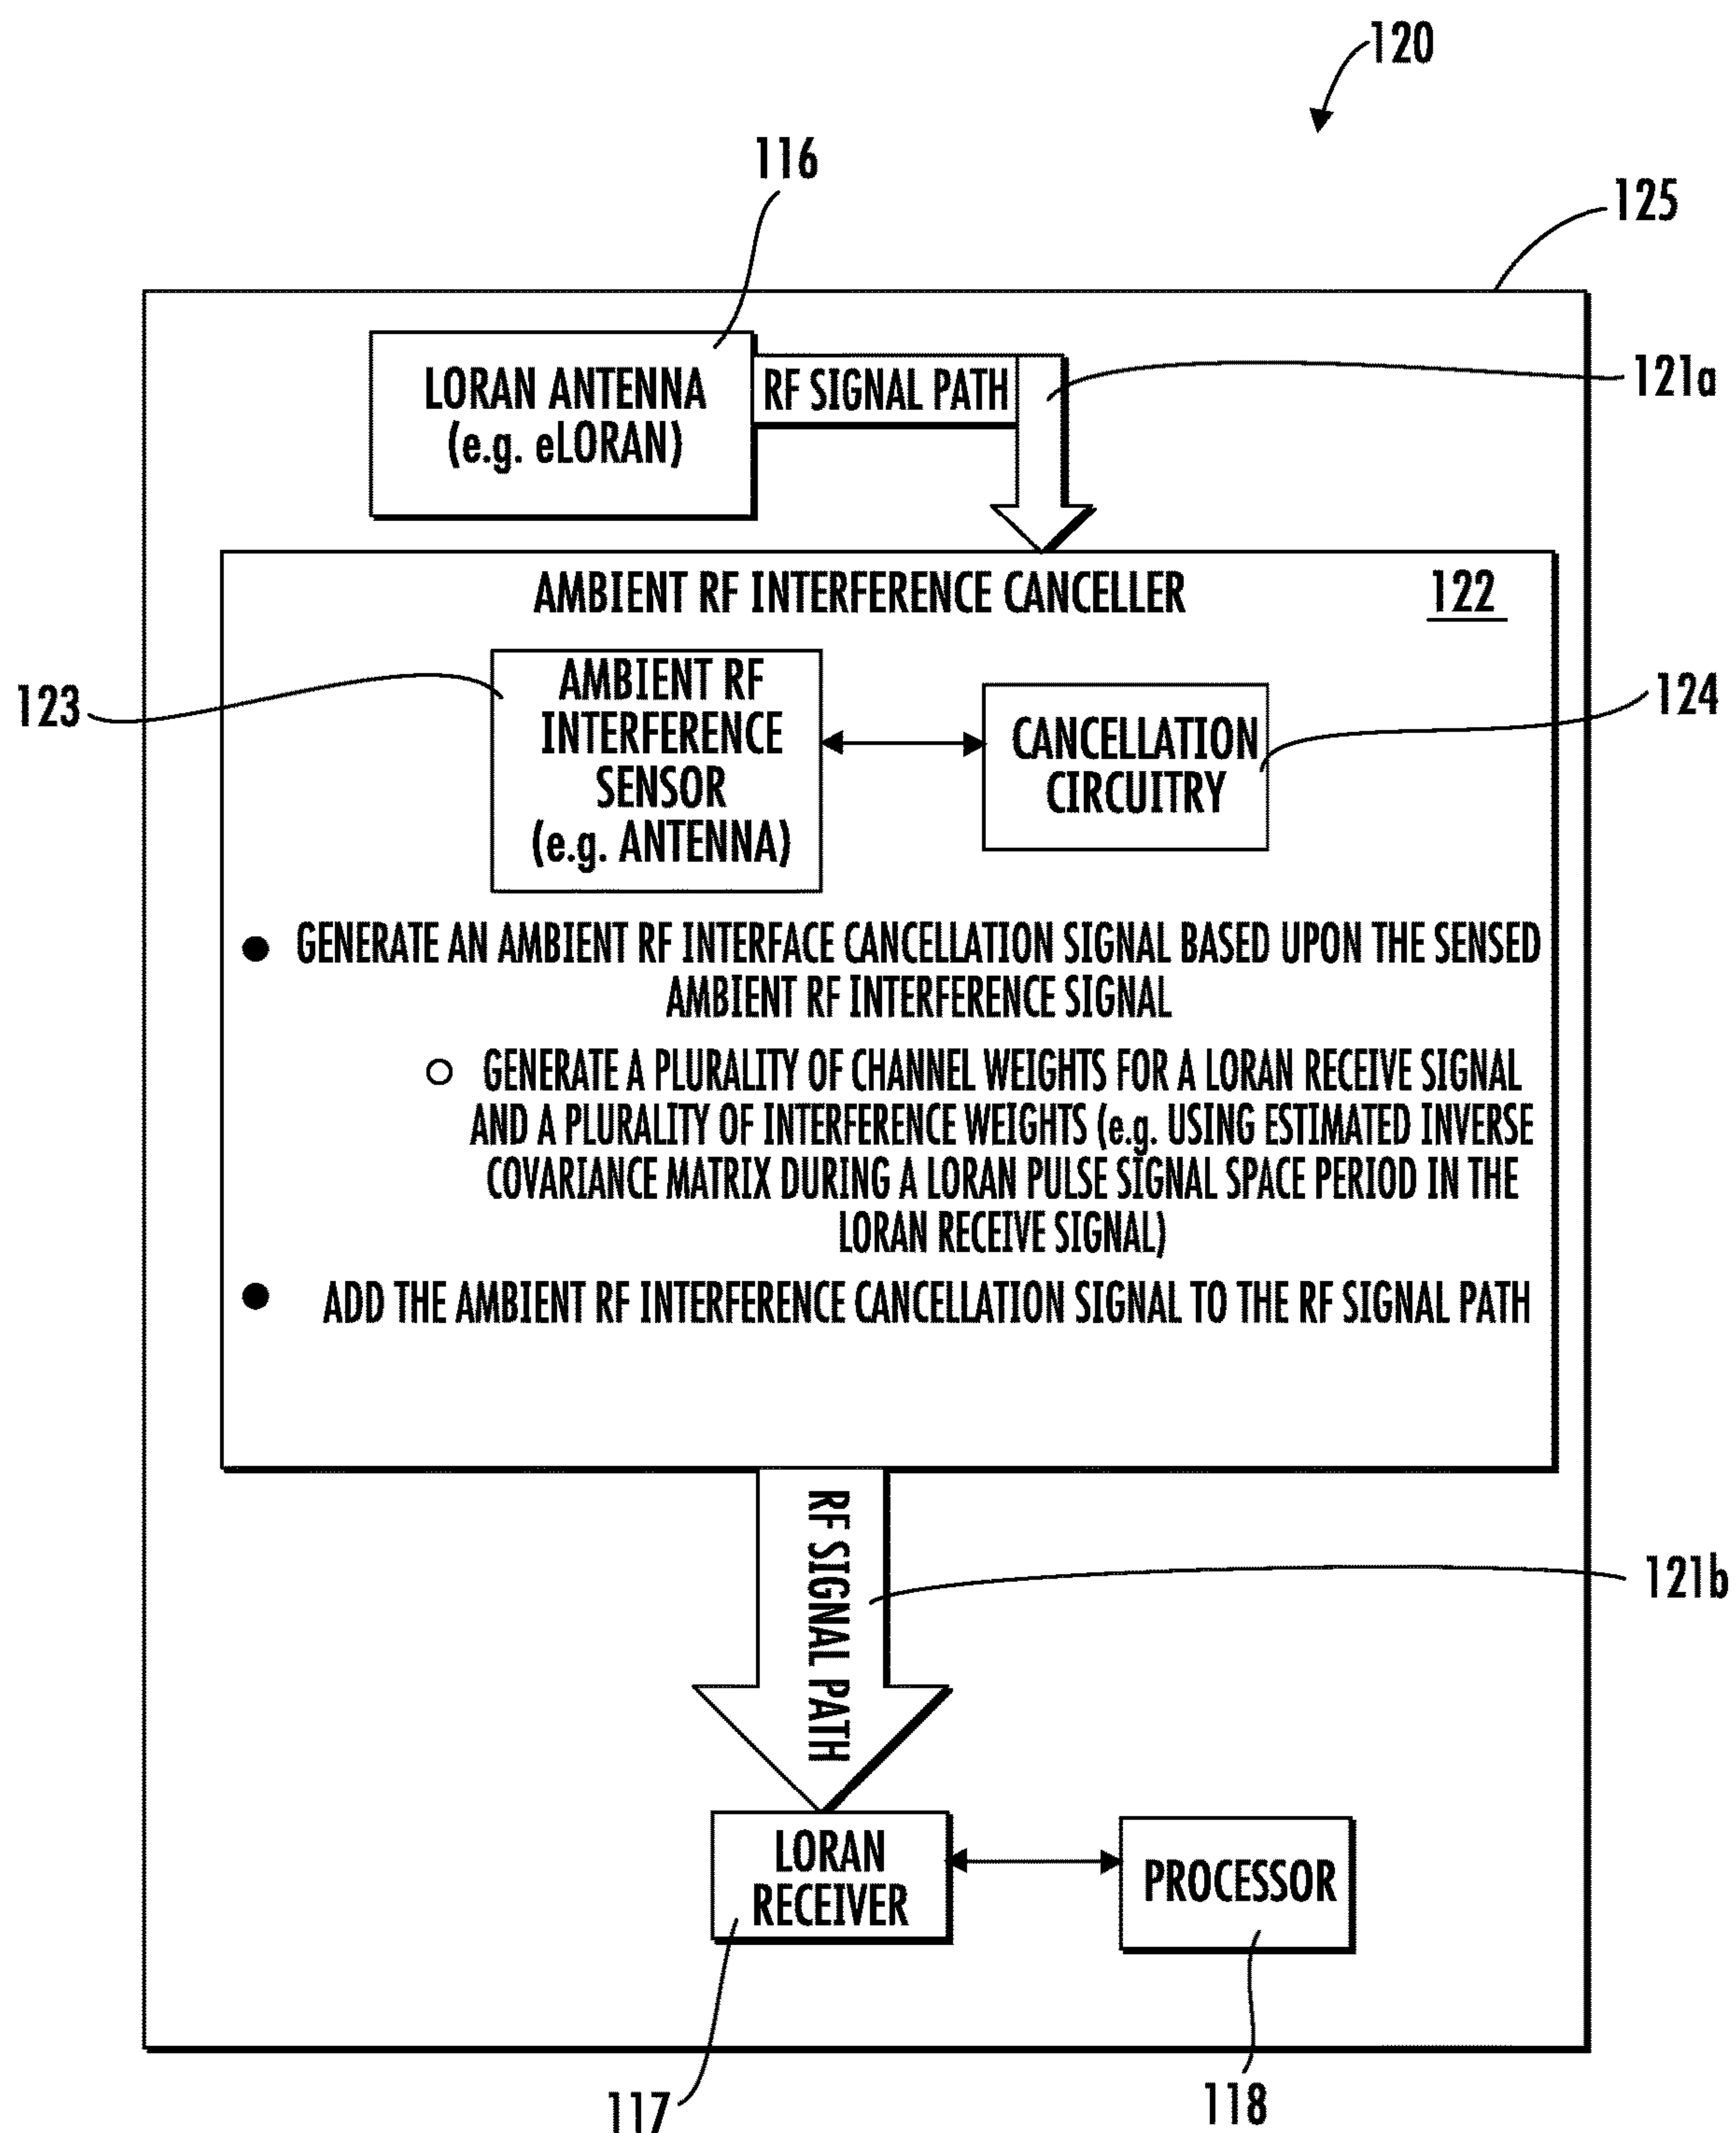 120
116
125
LORAN ANTENNA
(e.g. eLORAN)
RF SIGNAL PATH
121a
AMBIENT RF INTERFERENCE CANCELLER
122
123
AMBIENT RF
INTERFERENCE
SENSOR
(e.g. ANTENNA)
CANCELLATION
CIRCUITRY
124
● GENERATE AN AMBIENT RF INTERFACE CANCELLATION SIGNAL BASED UPON THE SENSED
AMBIENT RF INTERFERENCE SIGNAL
○ GENERATE A PLURALITY OF CHANNEL WEIGHTS FOR A LORAN RECEIVE SIGNAL
AND A PLURALITY OF INTERFERENCE WEIGHTS (e.g. USING ESTIMATED INVERSE
COVARIANCE MATRIX DURING A LORAN PULSE SIGNAL SPACE PERIOD IN THE
LORAN RECEIVE SIGNAL)
● ADD THE AMBIENT RF INTERFERENCE CANCELLATION SIGNAL TO THE RF SIGNAL PATH
RF SIGNAL PATH
121b
LORAN
RECEIVER
PROCESSOR
117
118